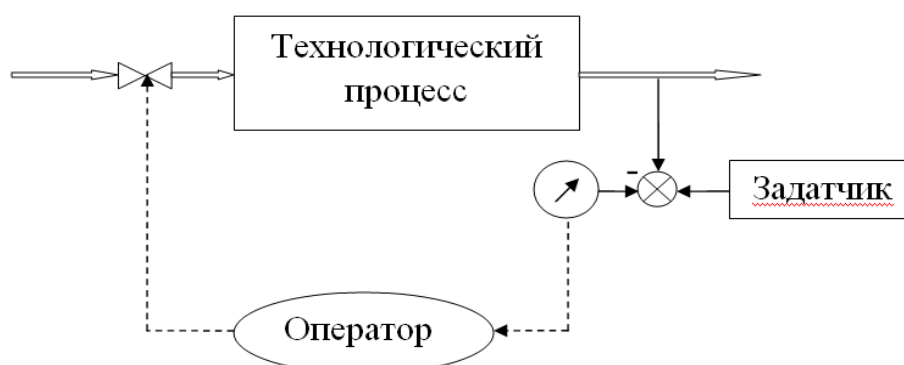 Технологический
процесс
-
Задатчик
Оператор